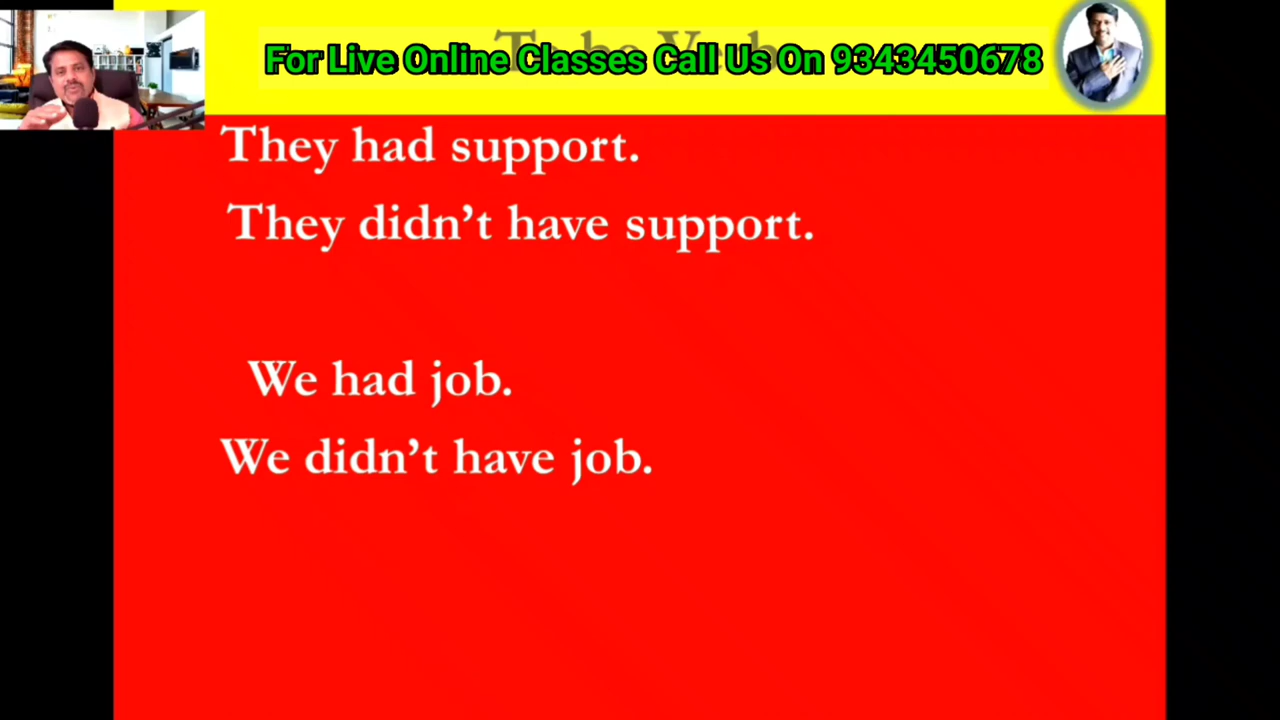 For Live Online Classes Call Us On 9343450678
They had support.
They didn’t have support.
We had job.
We didn’t have job.